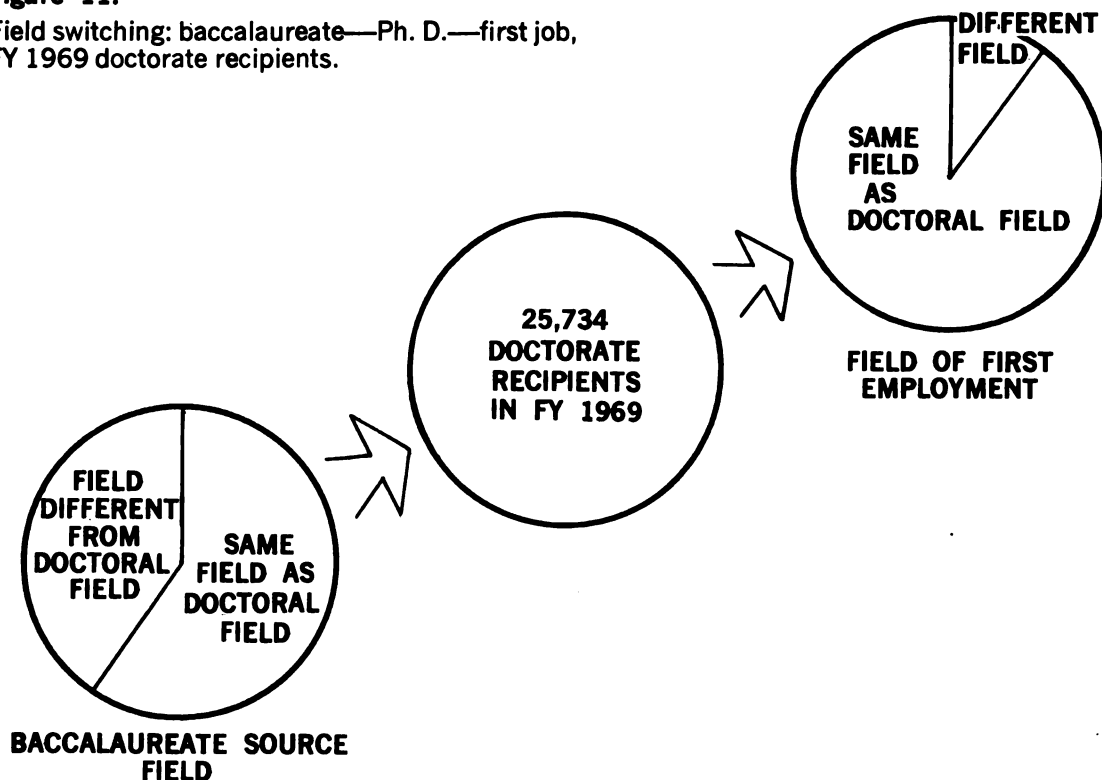 Field switching: baccalaureate—Ph. D.—first job,
FY 1969 doctorate recipients.
DIFFERENT
FIELD
SAME
FIELD
AS
DOCTORAL FIELD
FIELD OF FIRST
EMPLOYMENT
25,734
DOCTORATE
RECIPIENTS
IN FY 1969
FIELD
DIFFERENT
FROM
DOCTORAL
FIELD
SAME
FIELD AS
DOCTORAL
FIELD
BACCALAUREATE SOURCE
FIELD